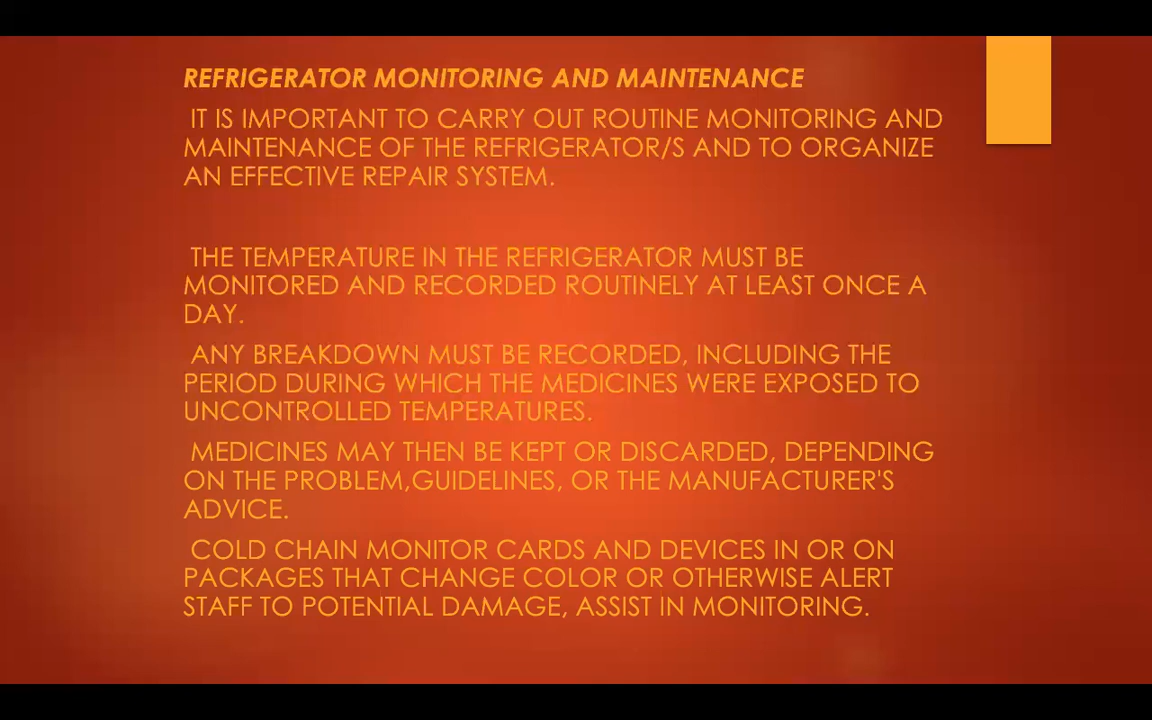 REFRIGERATOR MONITORING AND MAINTENANCE
IT IS IMPORTANT TO CARRY OUT ROUTINE MONITORING AND
MAINTENANCE OF THE REFRIGERATOR/S AND TO ORGANIZE
AN EFFECTIVE REPAIR SYSTEM.
THE TEMPERATURE IN THE REFRIGERATOR MUST BE
MONITORED AND RECORDED ROUTINELY AT LEAST ONCE A
DAY.
ANY BREAKDOWN MUST BE RECORDED, INCLUDING THE
PERIOD DURING WHICH THE MEDICINES WERE EXPOSED TO
UNCONTROLLED TEMPERATURES.
MEDICINES MAY THEN BE KEPT OR DISCARDED, DEPENDING
ON THE PROBLEM,GUIDELINES, OR THE MANUFACTURER'S
ADVICE.
COLD CHAIN MONITOR CARDS AND DEVICES IN OR ON
PACKAGES THAT CHANGE COLOR OR OTHERWISE ALERT
STAFF TO POTENTIAL DAMAGE, ASSIST IN MONITORING.